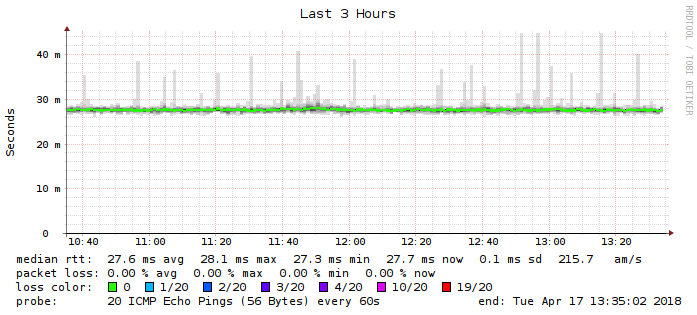 Last 3 Hours
RRDTOOL / TOBI OETIKER
Seconds
40 m
30 m
20 m
10 m
0
10:40 11:00 11:20 11:40 12:00 12:20 12:40 13:00 13:20
median rtt: 27.6 ms avg 28.1 ms max 27.3 ms min 27.7 ms now 0.1 ms sd 215.7 am/s
packet loss: 0.00 % avg 0.00 % max 0.00 % min 0.00 % now
loss color: 0 1/20 2/20 3/20 4/20 10/20 19/20
probe: 20 ICMP Echo Pings (56 Bytes) every 60s end: Tue Apr 17 13:35:02 2018